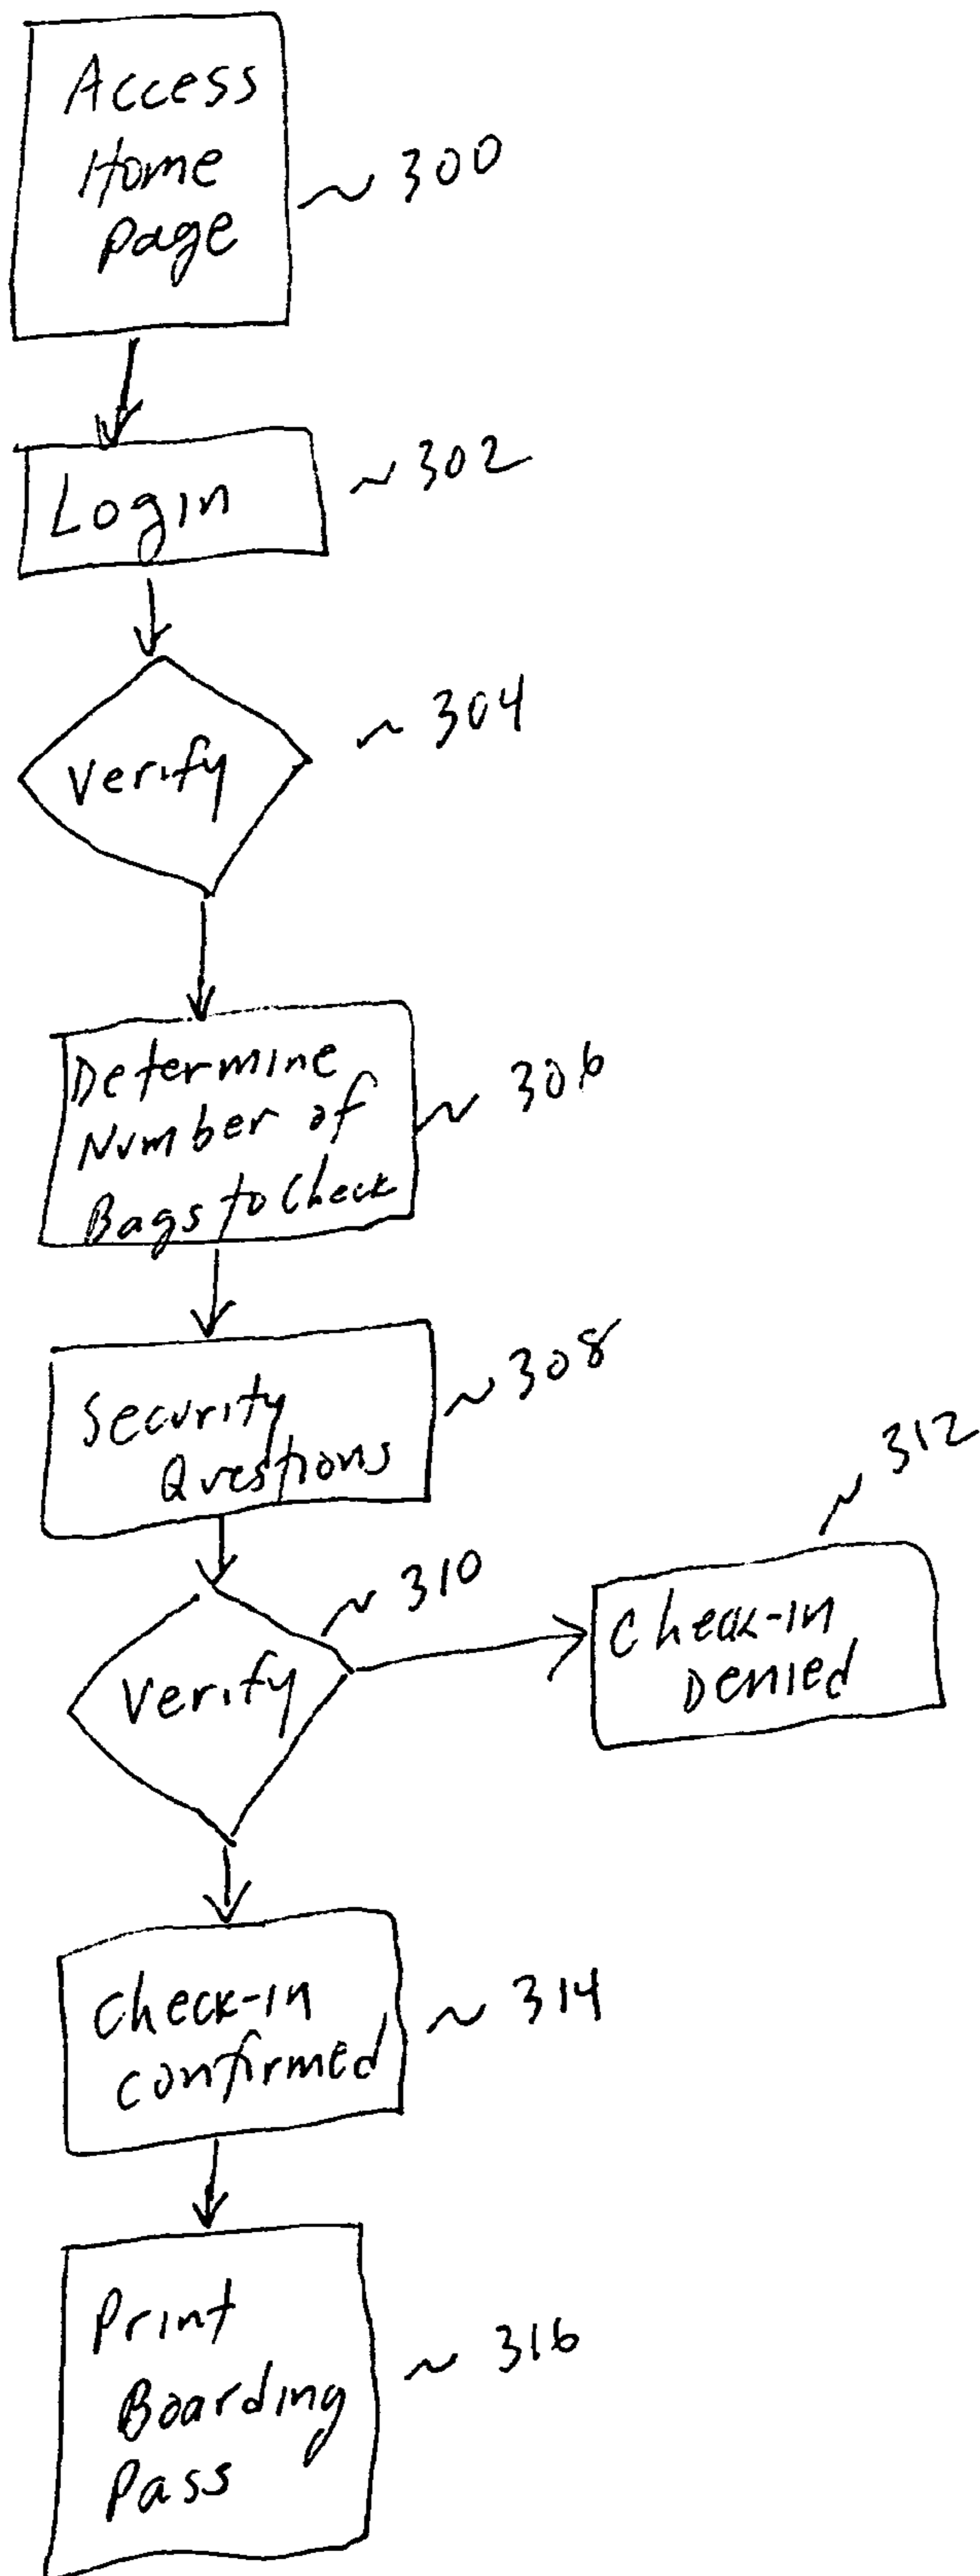 Access
Home
Page
300
Login
302
Verify
304
Determine
Number of
Bags to Check
306
Security
Questions
308
Verify
310
312
Check-in
Denied
Check-in
confirmed
314
Print
Boarding
Pass
316